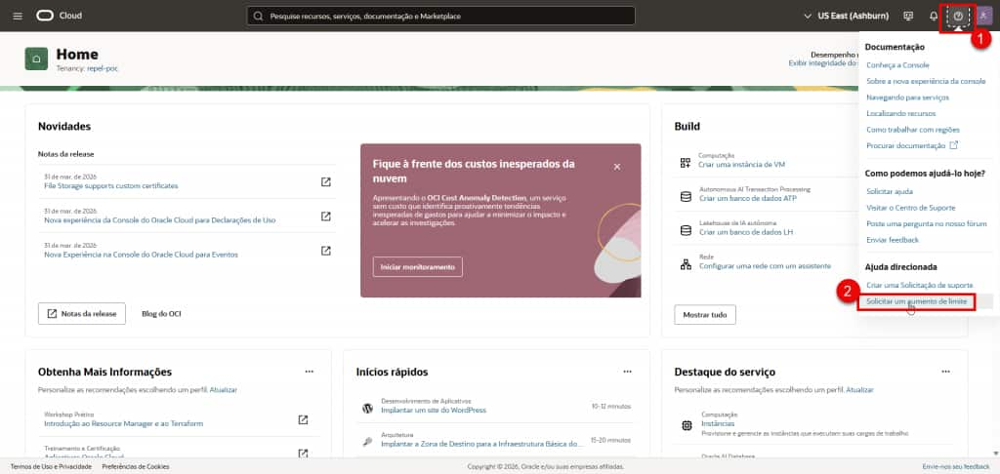 Cloud
Pesquise recursos, serviços, documentação e Marketplace
US East (Ashburn)
1
Home
Tenancy: repel-poc
Desempenho
Exibir integridade do
Documentação
Conheça a Console
Sobre a nova experiência da console
Navegando para serviços
Localizando recursos
Como trabalhar com regiões
Procurar documentação
Como podemos ajudá-lo hoje?
Solicitar ajuda
Visitar o Centro de Suporte
Poste uma pergunta no nosso fórum
Enviar feedback
Ajuda direcionada
Criar uma Solicitação de suporte
2
Solicitar um aumento de limite
Novidades
Notas da release
31 de mar. de 2026
File Storage supports custom certificates
31 de mar. de 2026
Nova experiência da Console do Oracle Cloud para Declarações de Uso
31 de mar. de 2026
Nova Experiência na Console do Oracle Cloud para Eventos
Notas da release
Blog do OCI
Fique à frente dos custos inesperados da
nuvem
Apresentando o OCI Cost Anomaly Detection, um serviço
sem custo que identifica proativamente tendências
inesperadas de gastos para ajudar a minimizar o impacto e
acelerar as investigações.
Iniciar monitoramento
Build
Computação
Criar uma instância de VM
Autonomous AI Transaction Processing
Criar um banco de dados ATP
Lakehouse de IA autônoma
Criar um banco de dados LH
Rede
Configurar uma rede com um assistente
Mostrar tudo
Obtenha Mais Informações
Personalize as recomendações escolhendo um perfil. Atualizar
Workshop Prático
Introdução ao Resource Manager e ao Terraform
Treinamento e Certificação
Inícios rápidos
Desenvolvimento de Aplicativos
Implantar um site do WordPress
10-12 minutos
Arquitetura
Implantar a Zona de Destino para a Infraestrutura Básica do...
15-20 minutos
Destaque do serviço
Personalize as recomendações escolhendo um perfil. Atualizar
Computação
Instâncias
Provisione e gerencie as instâncias que executam suas cargas de trabalho
Oracle AI Database
Termos de Uso e Privacidade
Preferências de Cookies
Copyright © 2026, Oracle e/ou suas empresas afiliadas.
Envie-nos seu feedback